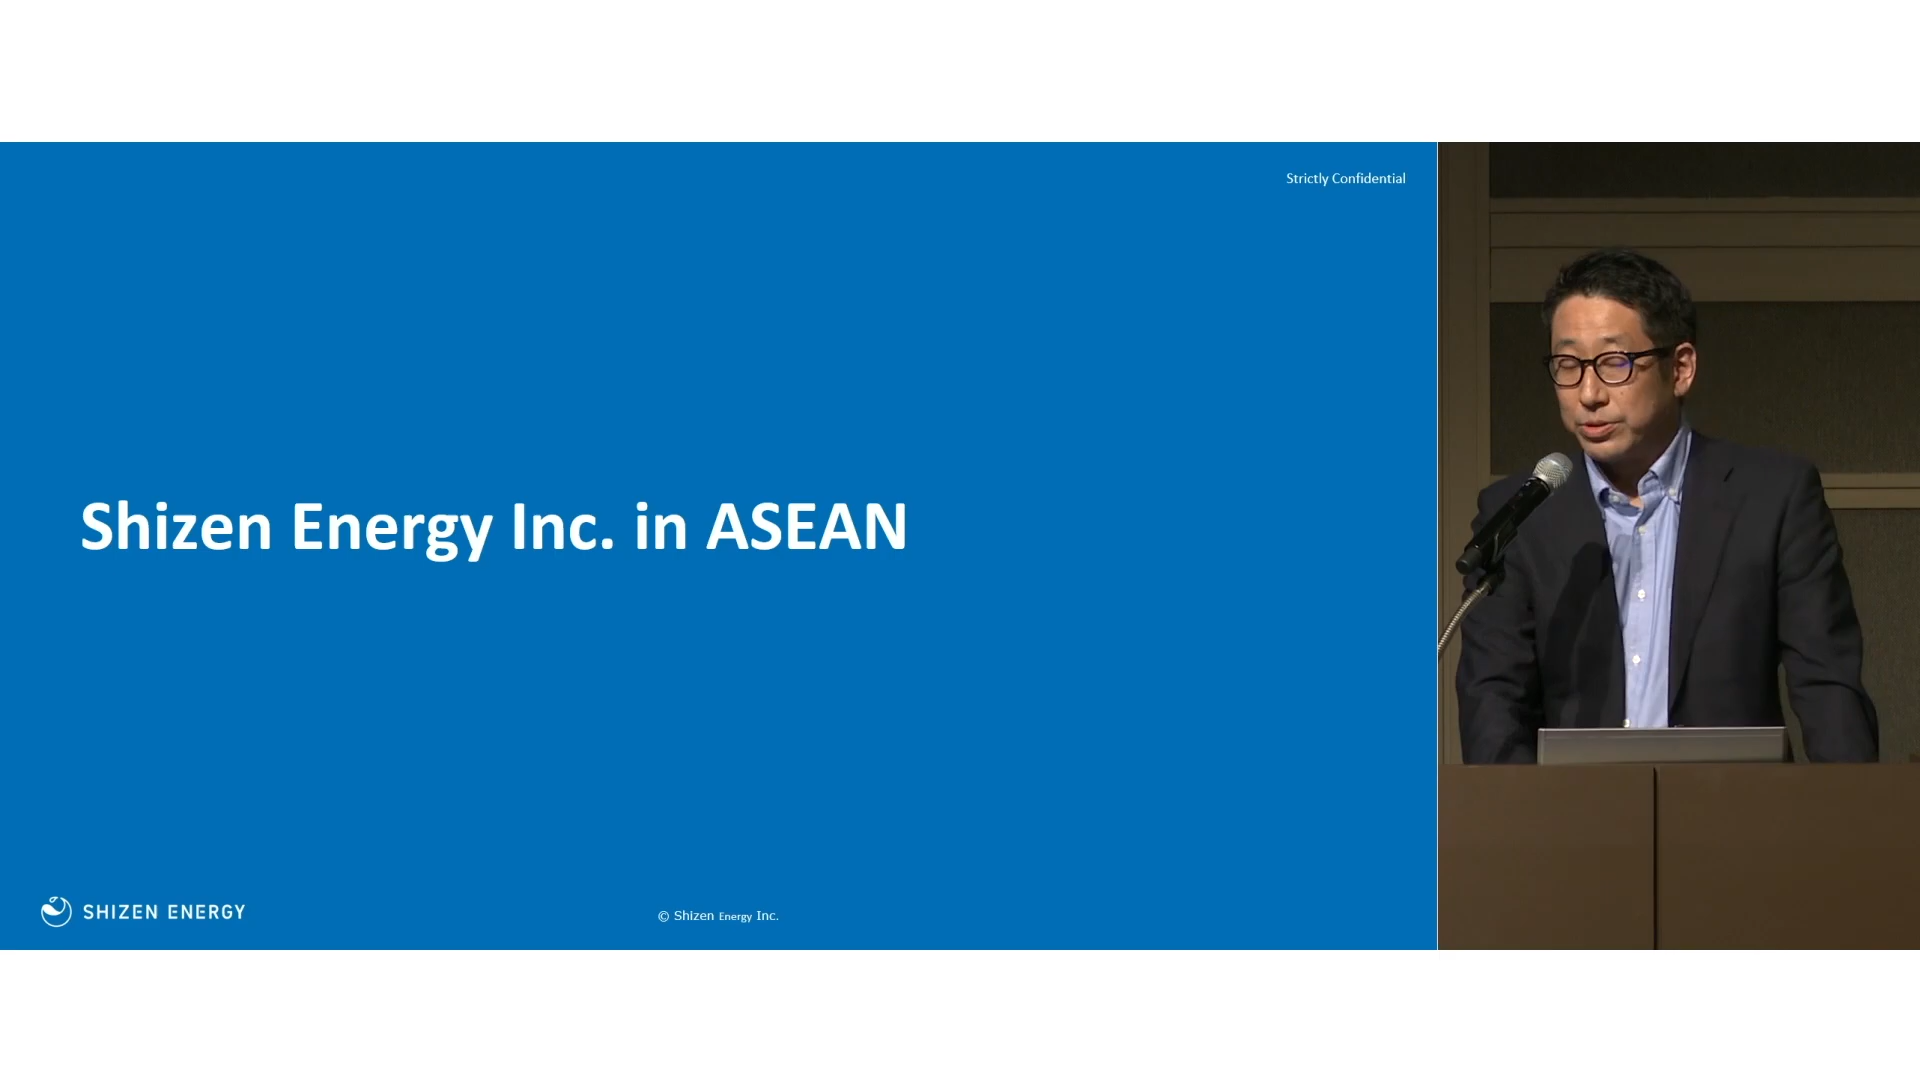 Strictly Confidential
Shizen Energy Inc. in ASEAN
SHIZEN ENERGY
© Shizen Energy Inc.